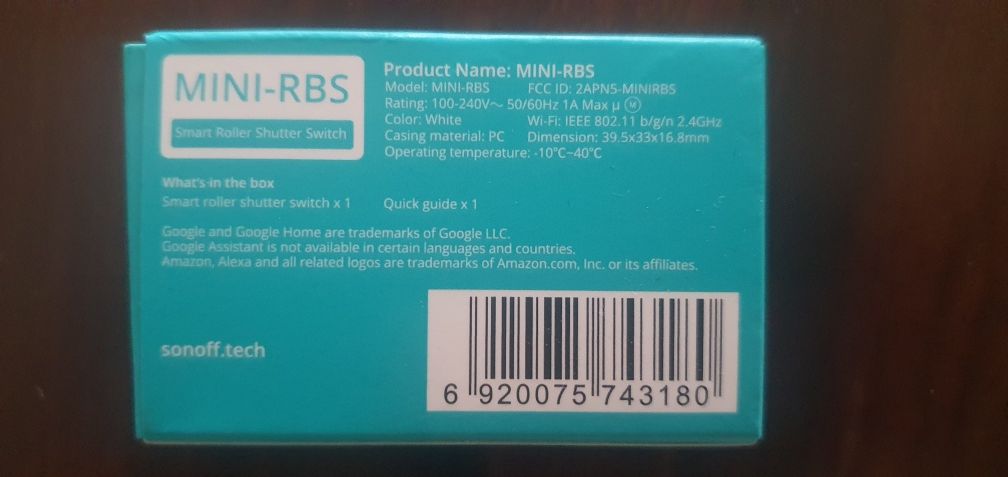 MINI-RBS
Smart Roller Shutter Switch
Product Name: MINI-RBS
Model: MINI-RBS FCC ID: 2APN5-MINIRBS
Rating: 100-240V~ 50/60Hz 1A Max μ Ⓜ
Color: White Wi-Fi: IEEE 802.11 b/g/n 2.4GHz
Casing material: PC Dimension: 39.5x33x16.8mm
Operating temperature: -10°C~40°C
What's in the box
Smart roller shutter switch x 1 Quick guide x 1
Google and Google Home are trademarks of Google LLC.
Google Assistant is not available in certain languages and countries.
Amazon, Alexa and all related logos are trademarks of Amazon.com, Inc. or its affiliates.
sonoff.tech
6 920075 743180